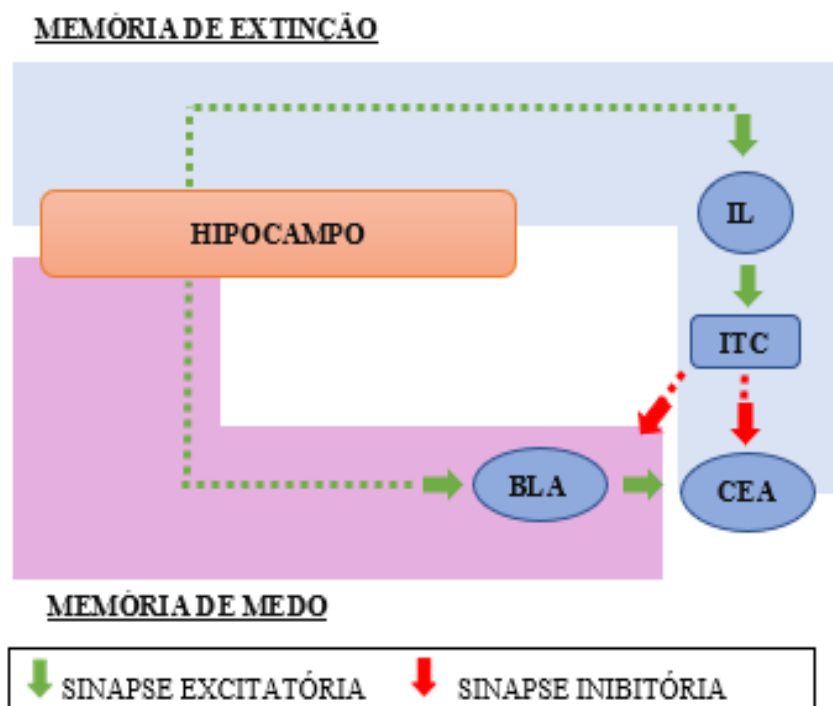 MEMÓRIA DE EXTINÇÃO
IL
HIPOCAMPO
ITC
BLA
CEA
MEMÓRIA DE MEDO
SINAPSE EXCITATÓRIA SINAPSE INIBITÓRIA